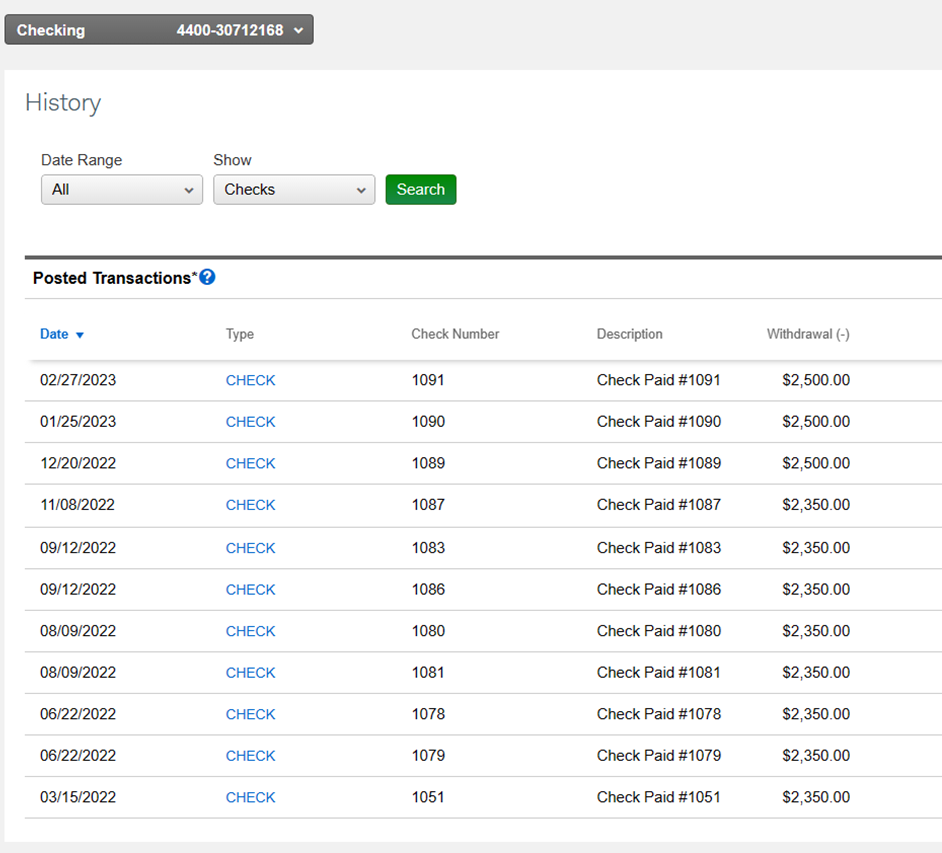 Checking 4400-30712168
History
Date Range Show
All Checks Search
Posted Transactions*?
Date Type Check Number Description Withdrawal (-)
02/27/2023 CHECK 1091 Check Paid #1091 $2,500.00
01/25/2023 CHECK 1090 Check Paid #1090 $2,500.00
12/20/2022 CHECK 1089 Check Paid #1089 $2,500.00
11/08/2022 CHECK 1087 Check Paid #1087 $2,350.00
09/12/2022 CHECK 1083 Check Paid #1083 $2,350.00
09/12/2022 CHECK 1086 Check Paid #1086 $2,350.00
08/09/2022 CHECK 1080 Check Paid #1080 $2,350.00
08/09/2022 CHECK 1081 Check Paid #1081 $2,350.00
06/22/2022 CHECK 1078 Check Paid #1078 $2,350.00
06/22/2022 CHECK 1079 Check Paid #1079 $2,350.00
03/15/2022 CHECK 1051 Check Paid #1051 $2,350.00